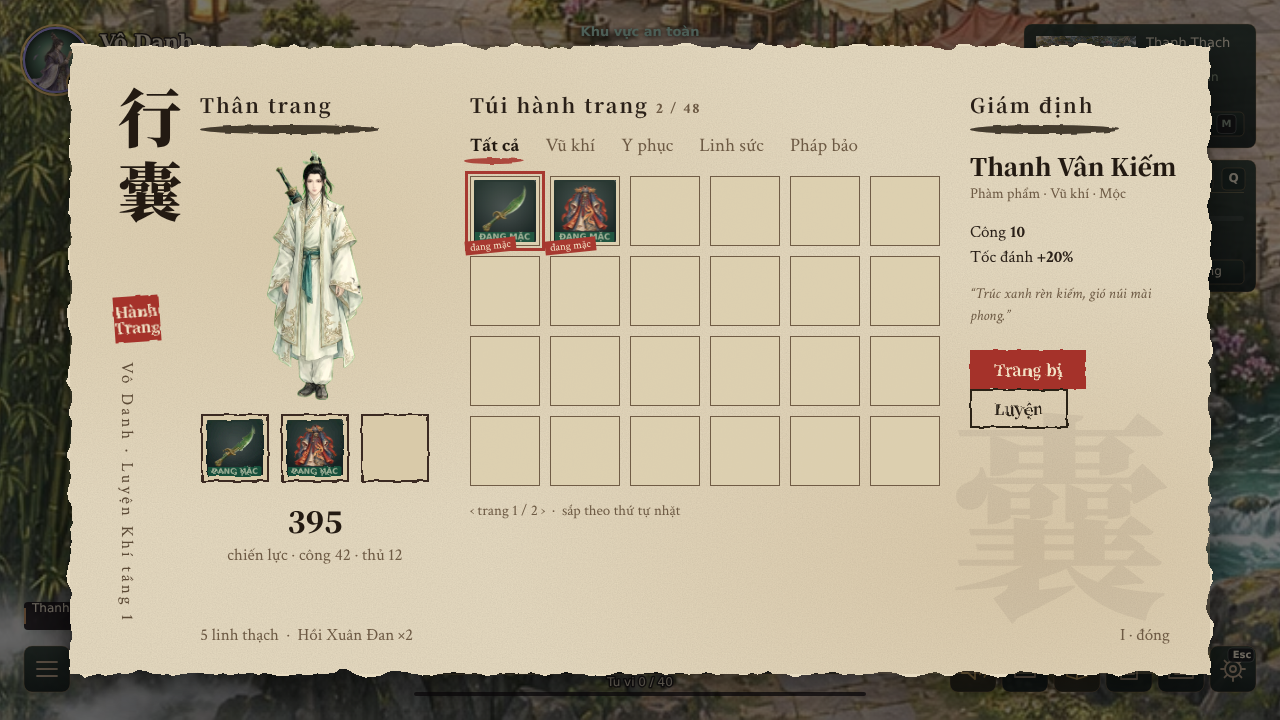 Vô Danh
Khu vực an toàn
Thanh Thạch
M
Q
行囊
Hành Trang
Vô Danh · Luyện Khí tầng 1
Thân trang
ĐANG MẶC
ĐANG MẶC
395
chiến lực · công 42 · thủ 12
5 linh thạch · Hồi Xuân Đan ×2
Túi hành trang 2 / 48
Tất cả Vũ khí Y phục Linh sức Pháp bảo
ĐANG MẶC
đang mặc
ĐANG MẶC
đang mặc
‹ trang 1 / 2 › · sắp theo thứ tự nhặt
Giám định
Thanh Vân Kiếm
Phàm phẩm · Vũ khí · Mộc
Công 10
Tốc đánh +20%
“Trúc xanh rèn kiếm, gió núi mài
phong.”
Trang bị
Luyện
囊
I · đóng
Thanh
Tu vi 0 / 40
Esc